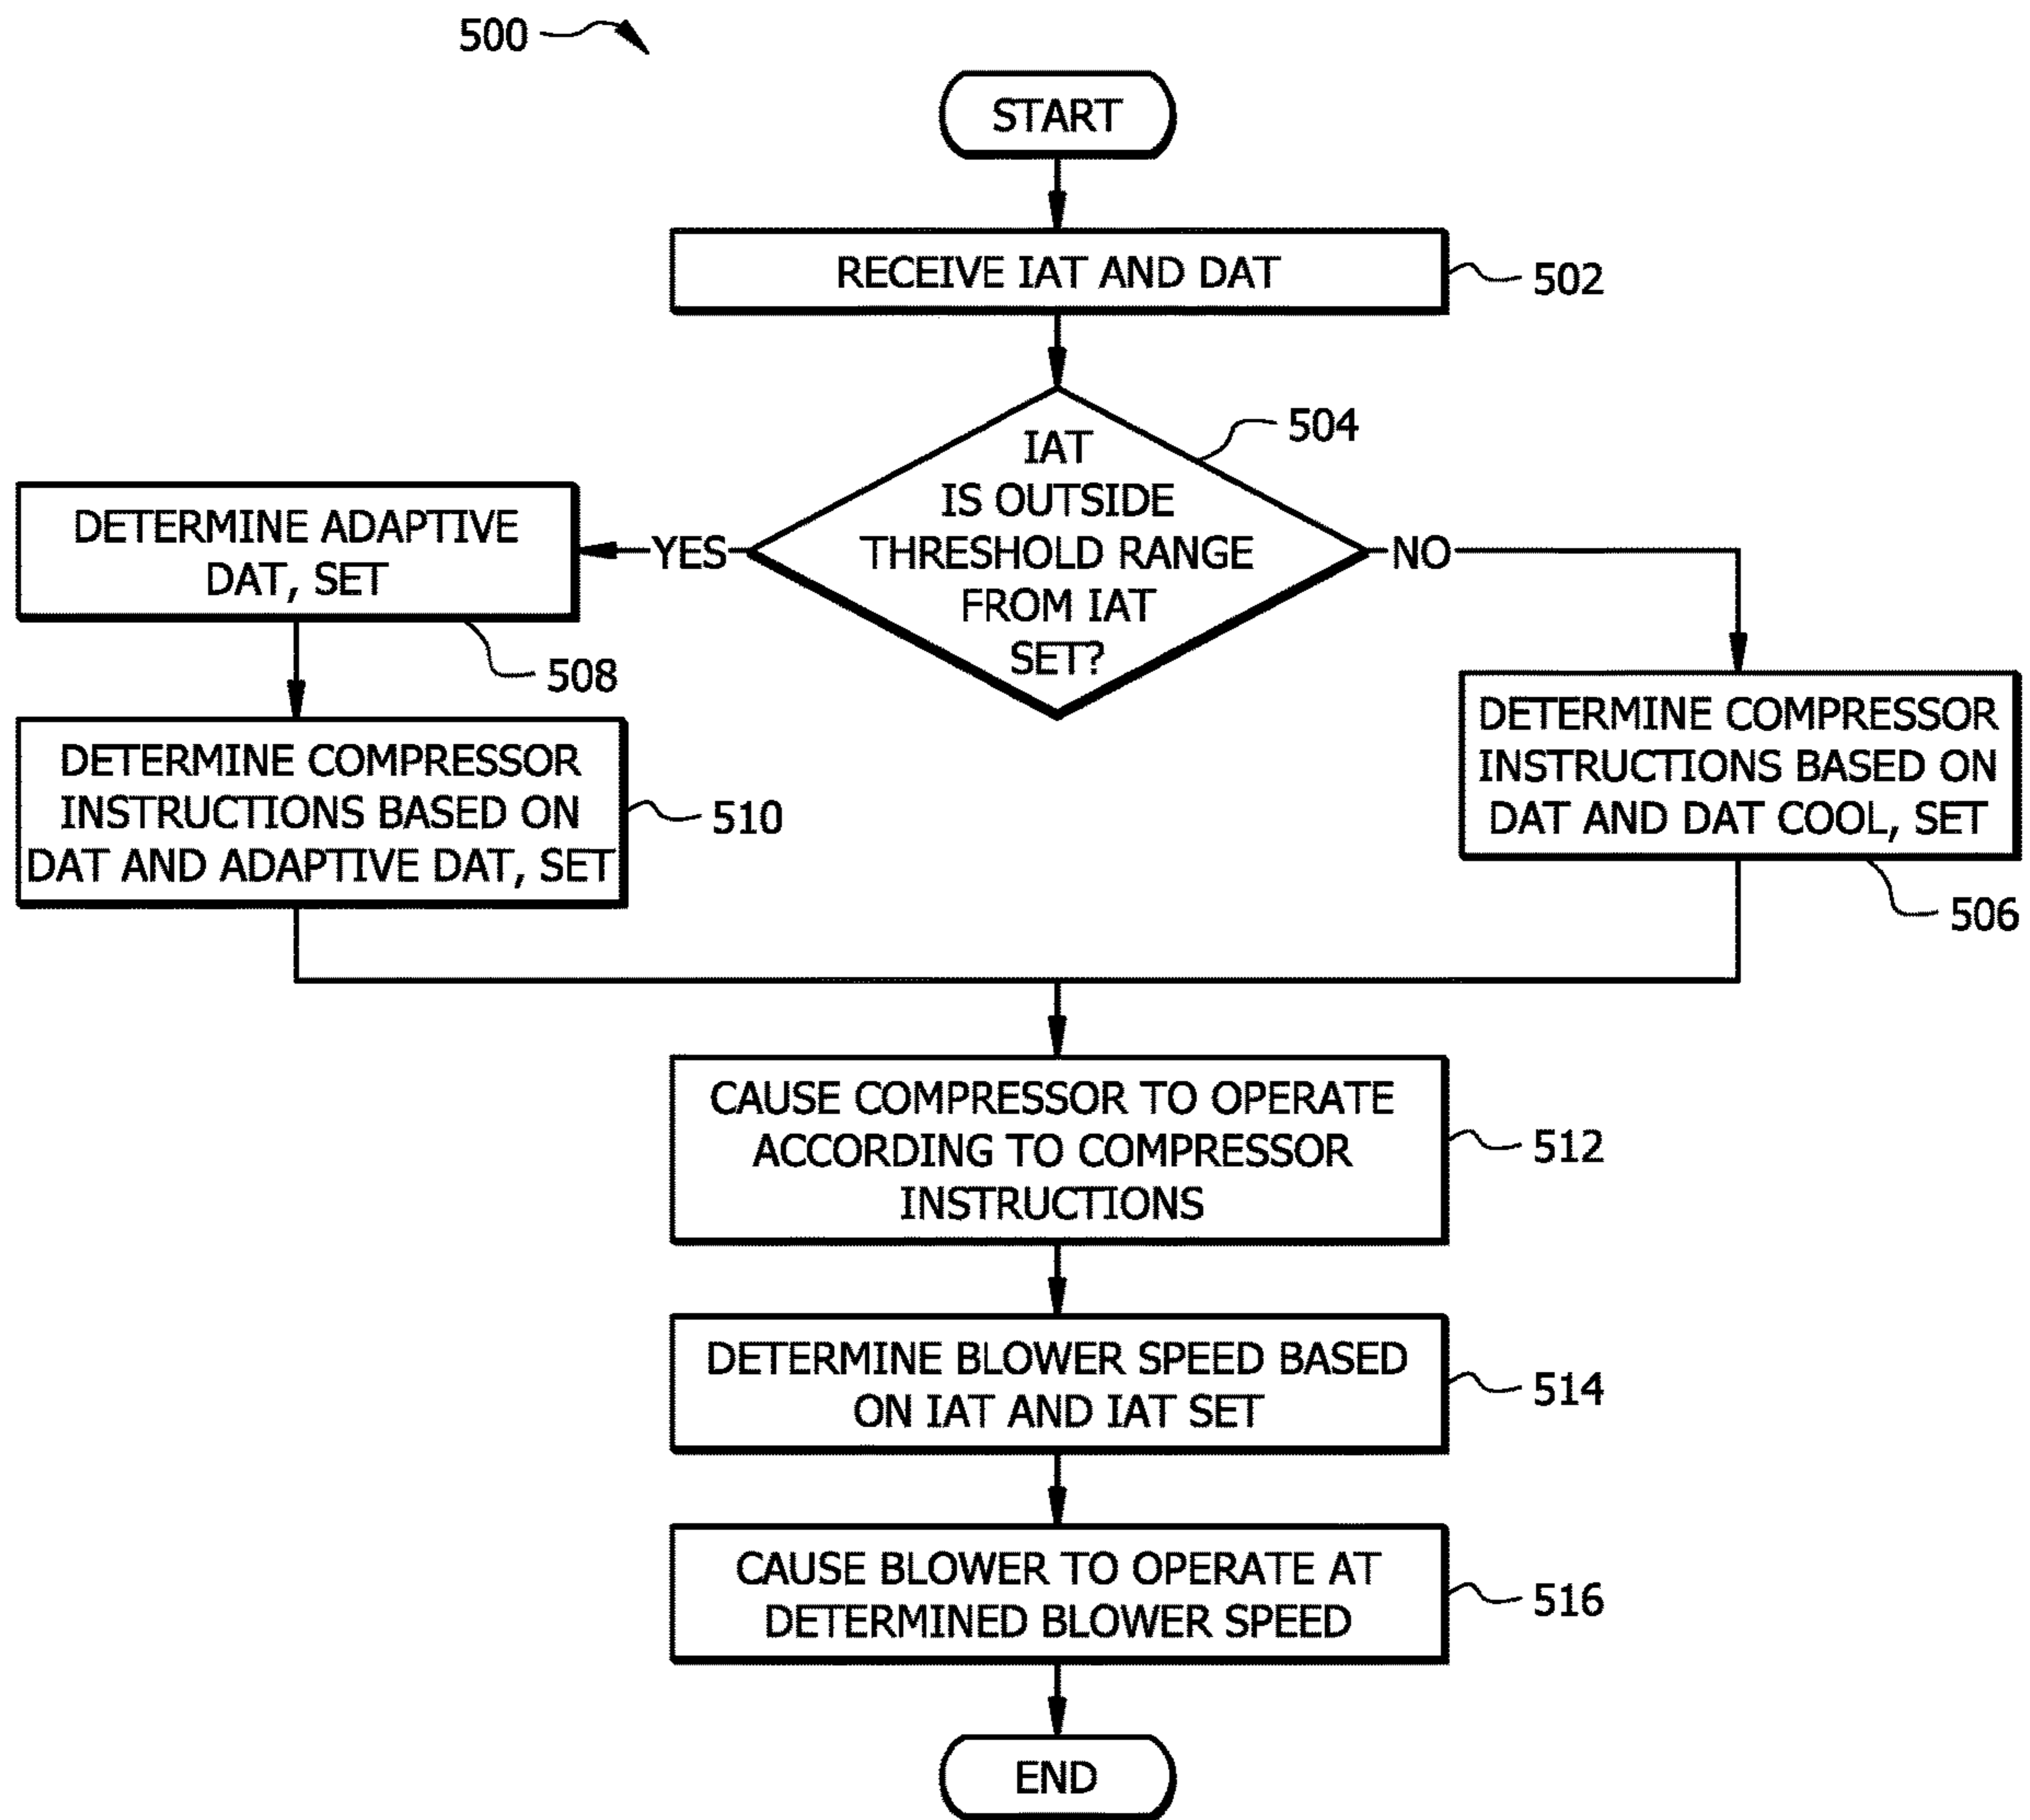 500
START
RECEIVE IAT AND DAT
502
IAT
IS OUTSIDE
THRESHOLD RANGE
FROM IAT
SET?
504
YES
NO
DETERMINE ADAPTIVE
DAT, SET
508
DETERMINE COMPRESSOR
INSTRUCTIONS BASED ON
DAT AND ADAPTIVE DAT, SET
510
DETERMINE COMPRESSOR
INSTRUCTIONS BASED ON
DAT AND DAT COOL, SET
506
CAUSE COMPRESSOR TO OPERATE
ACCORDING TO COMPRESSOR
INSTRUCTIONS
512
DETERMINE BLOWER SPEED BASED
ON IAT AND IAT SET
514
CAUSE BLOWER TO OPERATE AT
DETERMINED BLOWER SPEED
516
END